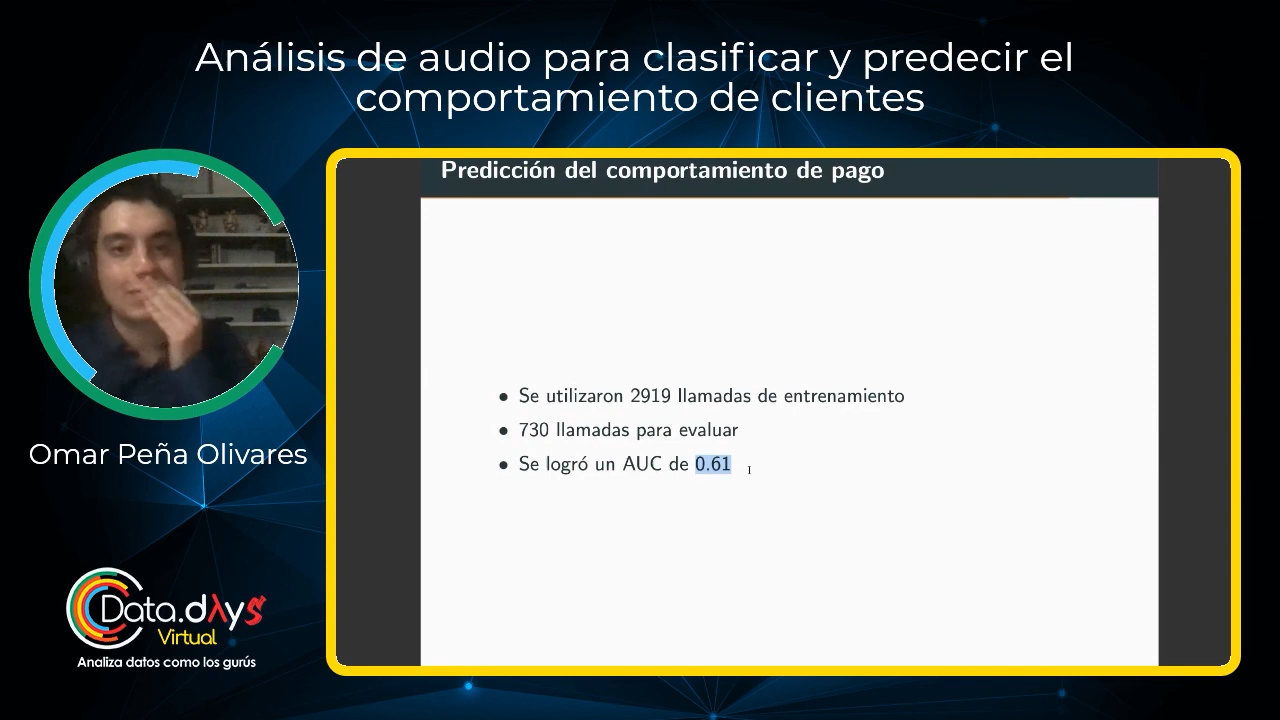 Análisis de audio para clasificar y predecir el
comportamiento de clientes
Predicción del comportamiento de pago
• Se utilizaron 2919 llamadas de entrenamiento
• 730 llamadas para evaluar
• Se logró un AUC de 0.61
Omar Peña Olivares
Data.dAys
Virtual
Analiza datos como los gurús